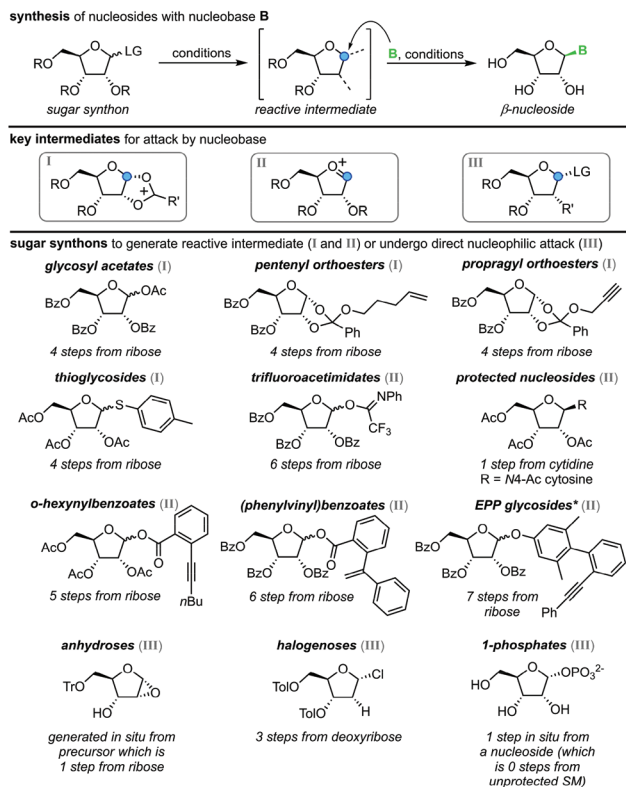 synthesis of nucleosides with nucleobase B
RO
O
LG
RO
OR
sugar synthon
conditions
RO
O
RO
reactive intermediate
B, conditions
HO
O
B
HO
OH
β-nucleoside
key intermediates for attack by nucleobase
I
RO
O
O
O
+
R'
RO
II
RO
O
+
RO
OR
III
RO
O
LG
RO
R'
sugar synthons to generate reactive intermediate (I and II) or undergo direct nucleophilic attack (III)
glycosyl acetates (I)
BzO
O
OAc
BzO
OBz
4 steps from ribose
pentenyl orthoesters (I)
BzO
O
O
O
BzO
O
Ph
4 steps from ribose
propragyl orthoesters (I)
BzO
O
O
O
BzO
O
Ph
4 steps from ribose
thioglycosides (I)
AcO
O
S
AcO
OAc
4 steps from ribose
trifluoroacetimidates (II)
BzO
O
O
NPh
CF3
BzO
OBz
6 steps from ribose
protected nucleosides (II)
AcO
O
R
AcO
OAc
1 step from cytidine
R = N4-Ac cytosine
o-hexynylbenzoates (II)
AcO
O
O
O
AcO
OAc
nBu
5 steps from ribose
(phenylvinyl)benzoates (II)
BzO
O
O
O
BzO
OBz
6 step from ribose
EPP glycosides* (II)
BzO
O
O
Me
Me
BzO
OBz
Ph
7 steps from
ribose
anhydroses (III)
TrO
O
O
HO
generated in situ from
precursor which is
1 step from ribose
halogenoses (III)
TolO
O
Cl
TolO
H
3 steps from deoxyribose
1-phosphates (III)
HO
O
OPO3 2-
HO
OH
1 step in situ from
a nucleoside (which
is 0 steps from
unprotected SM)